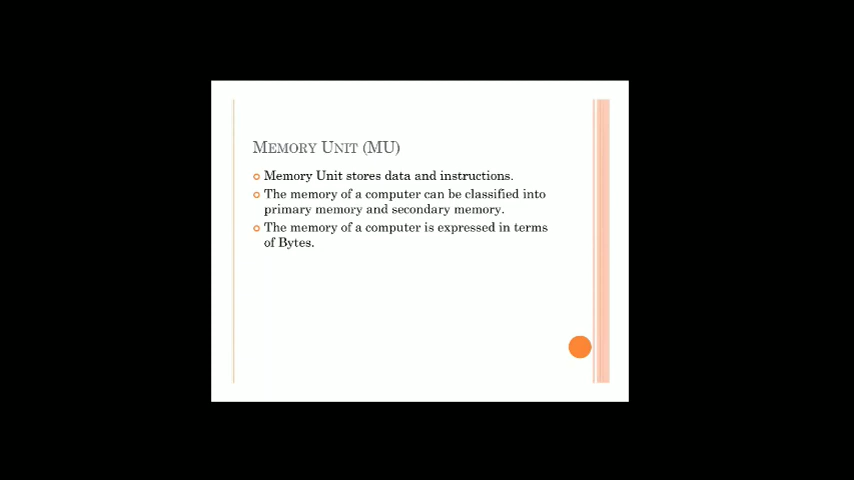 MEMORY UNIT (MU)
Memory Unit stores data and instructions.
The memory of a computer can be classified into
primary memory and secondary memory.
The memory of a computer is expressed in terms
of Bytes.